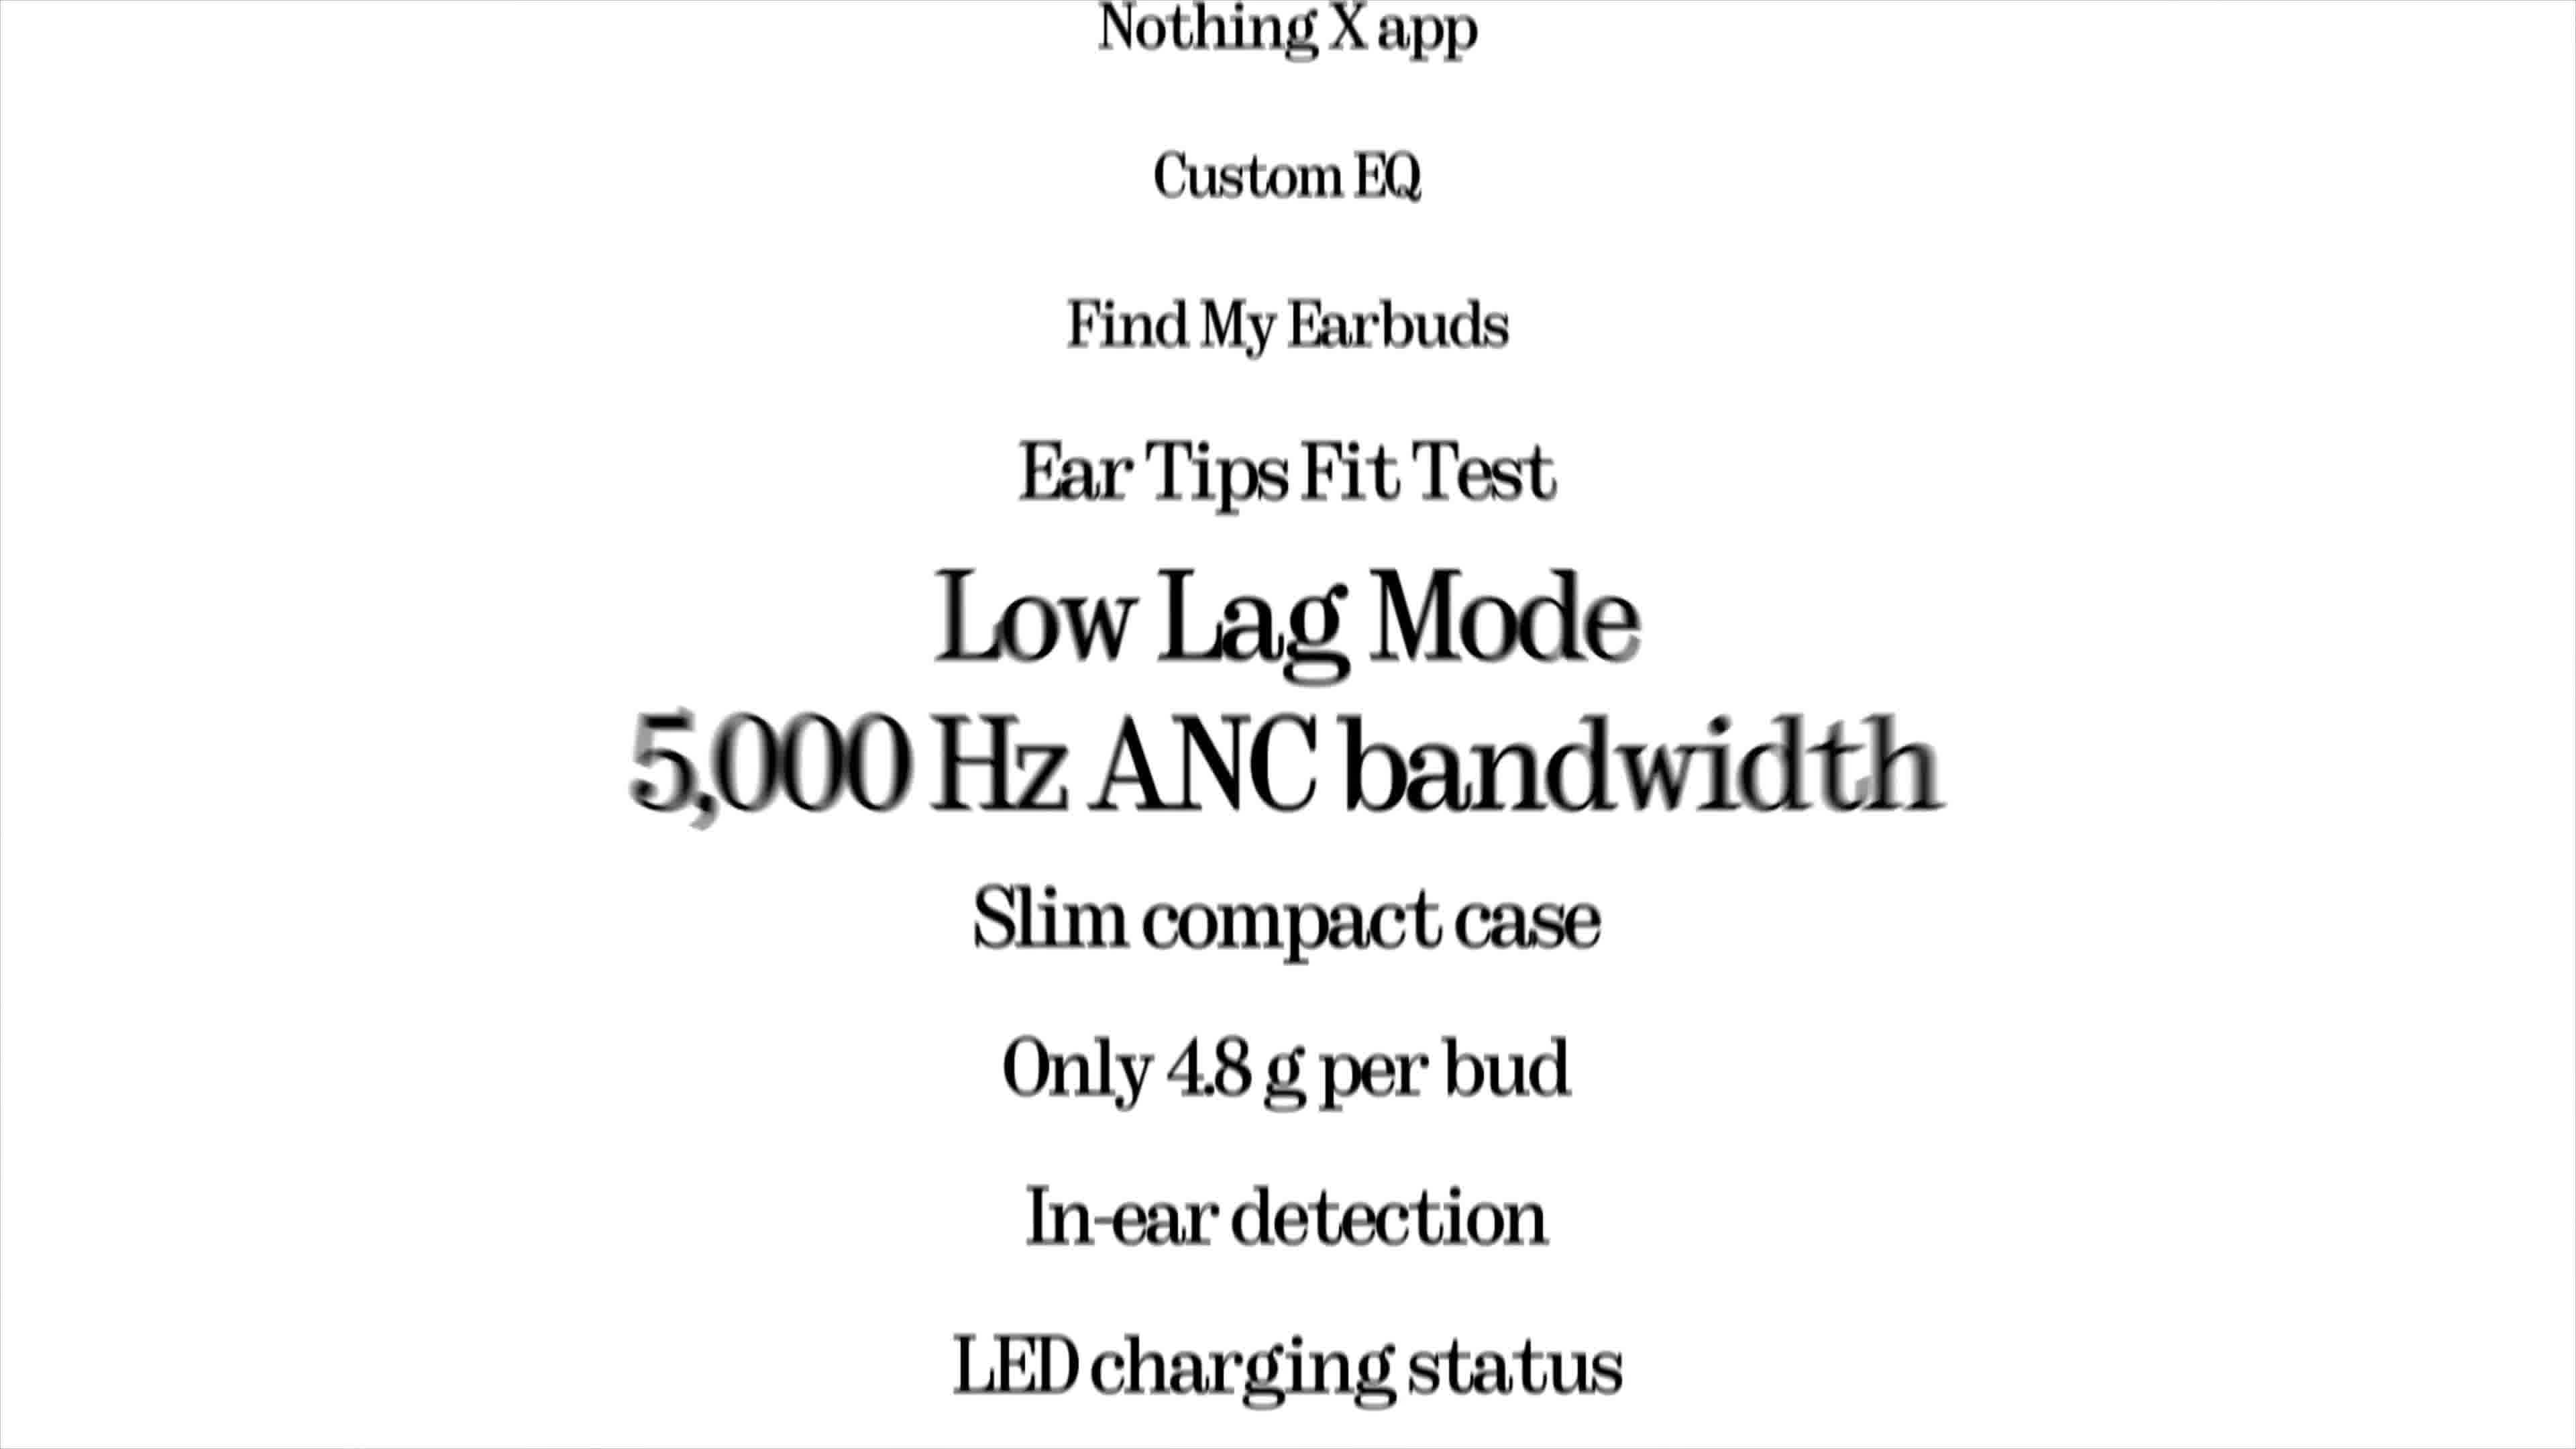 Nothing X app
Custom EQ
Find My Earbuds
Ear Tips Fit Test
Low Lag Mode
5,000 Hz ANC bandwidth
Slim compact case
Only 4.8 g per bud
In-ear detection
LED charging status